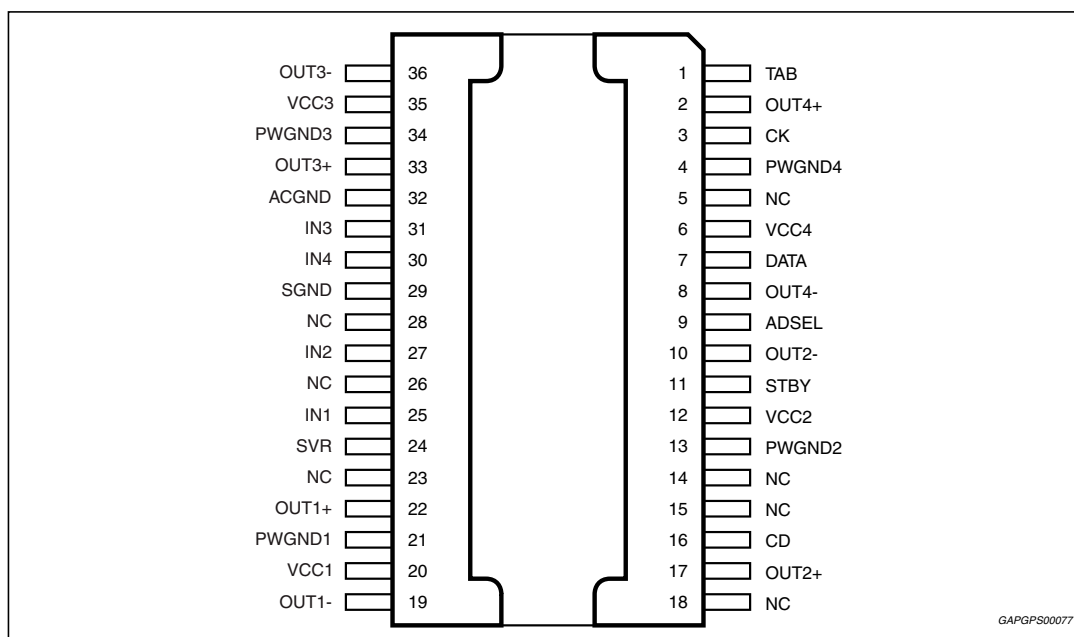 OUT3- 36 1 TAB
VCC3 35 2 OUT4+
PWGND3 34 3 CK
OUT3+ 33 4 PWGND4
ACGND 32 5 NC
IN3 31 6 VCC4
IN4 30 7 DATA
SGND 29 8 OUT4-
NC 28 9 ADSEL
IN2 27 10 OUT2-
NC 26 11 STBY
IN1 25 12 VCC2
SVR 24 13 PWGND2
NC 23 14 NC
OUT1+ 22 15 NC
PWGND1 21 16 CD
VCC1 20 17 OUT2+
OUT1- 19 18 NC
GAPGPS00077